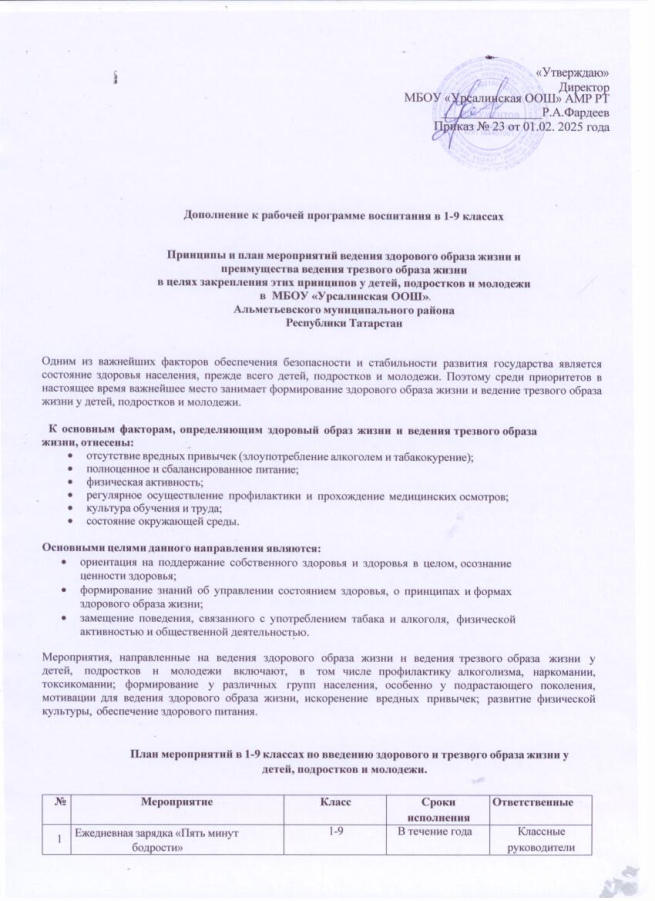 «Утверждаю»
Директор
МБОУ «Урсалинская ООШ» АМР РТ
_______________Р.А.Фардеев
Приказ № 23 от 01.02. 2025 года
Дополнение к рабочей программе воспитания в 1-9 классах
Принципы и план мероприятий ведения здорового образа жизни и
преимущества ведения трезвого образа жизни
в целях закрепления этих принципов у детей, подростков и молодежи
в МБОУ «Урсалинская ООШ».
Альметьевского муниципального района
Республики Татарстан
Одним из важнейших факторов обеспечения безопасности и стабильности развития государства является
состояние здоровья населения, прежде всего детей, подростков и молодежи. Поэтому среди приоритетов в
настоящее время важнейшее место занимает формирование здорового образа жизни и ведение трезвого образа
жизни у детей, подростков и молодежи.
К основным факторам, определяющим здоровый образ жизни и ведения трезвого образа
жизни, отнесены:
• отсутствие вредных привычек (злоупотребление алкоголем и табакокурение);
• полноценное и сбалансированное питание;
• физическая активность;
• регулярное осуществление профилактики и прохождение медицинских осмотров;
• культура обучения и труда;
• состояние окружающей среды.
Основными целями данного направления являются:
• ориентация на поддержание собственного здоровья и здоровья в целом, осознание
ценности здоровья;
• формирование знаний об управлении состоянием здоровья, о принципах и формах
здорового образа жизни;
• замещение поведения, связанного с употреблением табака и алкоголя, физической
активностью и общественной деятельностью.
Мероприятия, направленные на ведения здорового образа жизни и ведения трезвого образа жизни у
детей, подростков и молодежи включают, в том числе профилактику алкоголизма, наркомании,
токсикомании; формирование у различных групп населения, особенно у подрастающего поколения,
мотивации для ведения здорового образа жизни, искоренение вредных привычек; развитие физической
культуры, обеспечение здорового питания.
План мероприятий в 1-9 классах по введению здорового и трезвого образа жизни у
детей, подростков и молодежи.
№ Мероприятие Класс Сроки исполнения Ответственные
1 Ежедневная зарядка «Пять минут бодрости» 1-9 В течение года Классные руководители